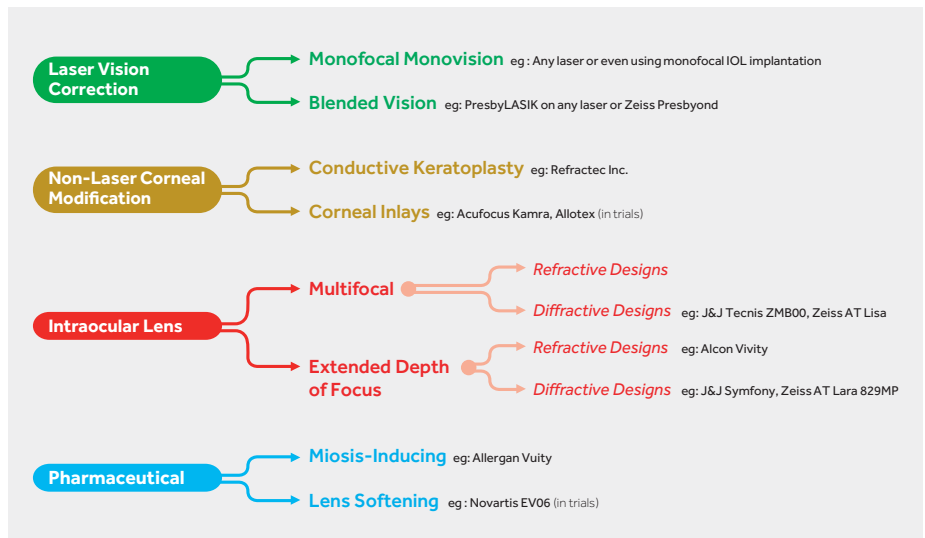 Laser Vision
Correction
Monofocal Monovision eg : Any laser or even using monofocal IOL implantation
Blended Vision eg: PresbyLASIK on any laser or Zeiss Presbyond
Non-Laser Corneal
Modification
Conductive Keratoplasty eg: Refractec Inc.
Corneal Inlays eg: Acufocus Kamra, Allotex (in trials)
Intraocular Lens
Multifocal
Refractive Designs
Diffractive Designs eg: J&J Tecnis ZMB00, Zeiss AT Lisa
Extended Depth
of Focus
Refractive Designs eg: Alcon Vivity
Diffractive Designs eg: J&J Symfony, Zeiss AT Lara 829MP
Pharmaceutical
Miosis-Inducing eg: Allergan Vuity
Lens Softening eg : Novartis EV06 (in trials)